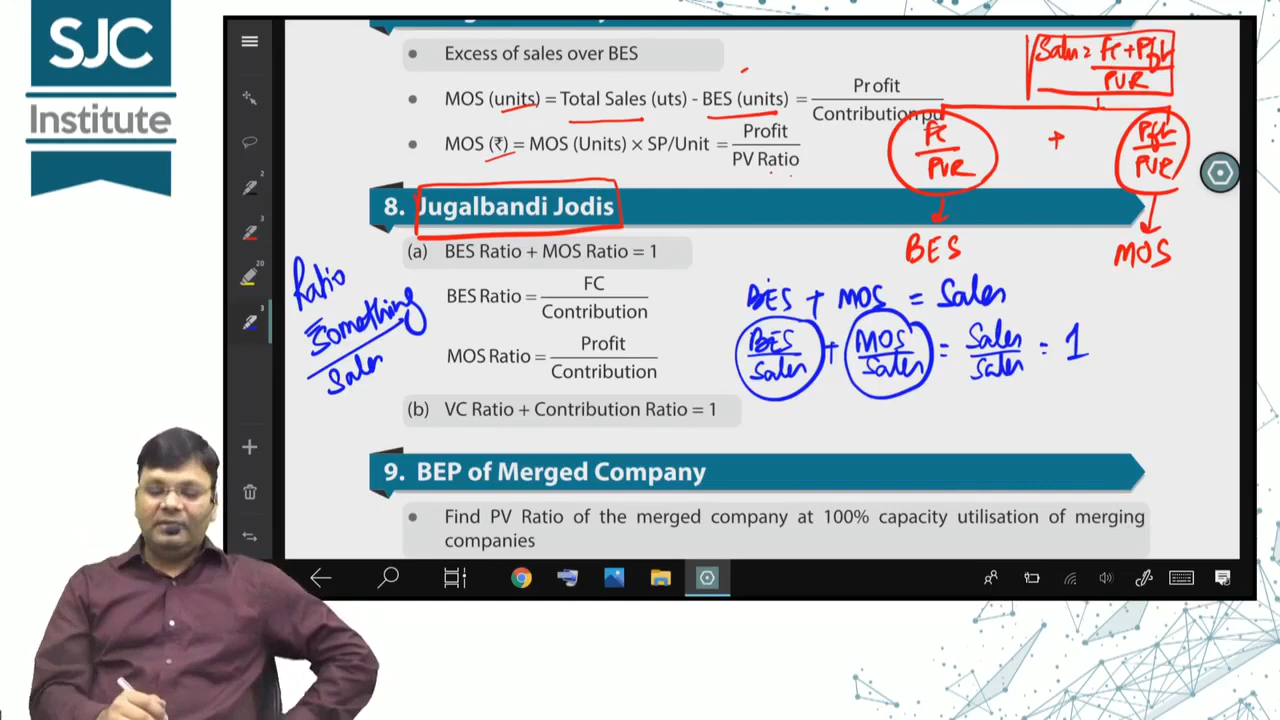 SJC
Institute
Excess of sales over BES
MOS (units) = Total Sales (uts) - BES (units) = Profit / Contribution pu
MOS (₹) = MOS (Units) × SP/Unit = Profit / PV Ratio
Sales = FC + Pft / PVR
FC / PVR + Pft / PVR
BES MOS
8. Jugalbandi Jodis
(a) BES Ratio + MOS Ratio = 1
BES Ratio = FC / Contribution
MOS Ratio = Profit / Contribution
(b) VC Ratio + Contribution Ratio = 1
Ratio
Something
Sales
BES + MOS = Sales
BES / Sales + MOS / Sales = Sales / Sales = 1
9. BEP of Merged Company
Find PV Ratio of the merged company at 100% capacity utilisation of merging
companies